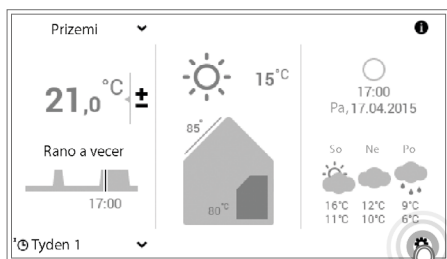 Prizemi
21,0 °C ±
Rano a vecer
17:00
Tyden 1
15°C
85°
80°C
17:00
Pa, 17.04.2015
So Ne Po
16°C 12°C 9°C
11°C 10°C 6°C